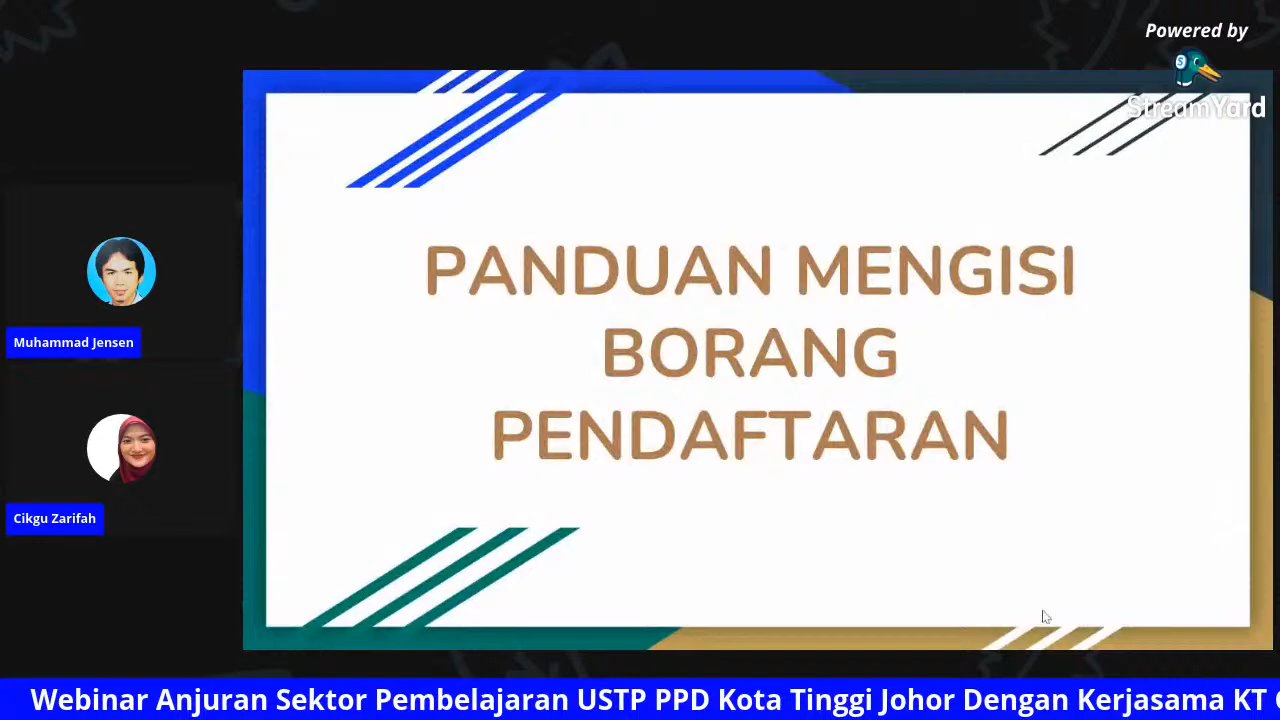 Powered by
StreamYard
PANDUAN MENGISI
BORANG
PENDAFTARAN
Muhammad Jensen
Cikgu Zarifah
Webinar Anjuran Sektor Pembelajaran USTP PPD Kota Tinggi Johor Dengan Kerjasama KT